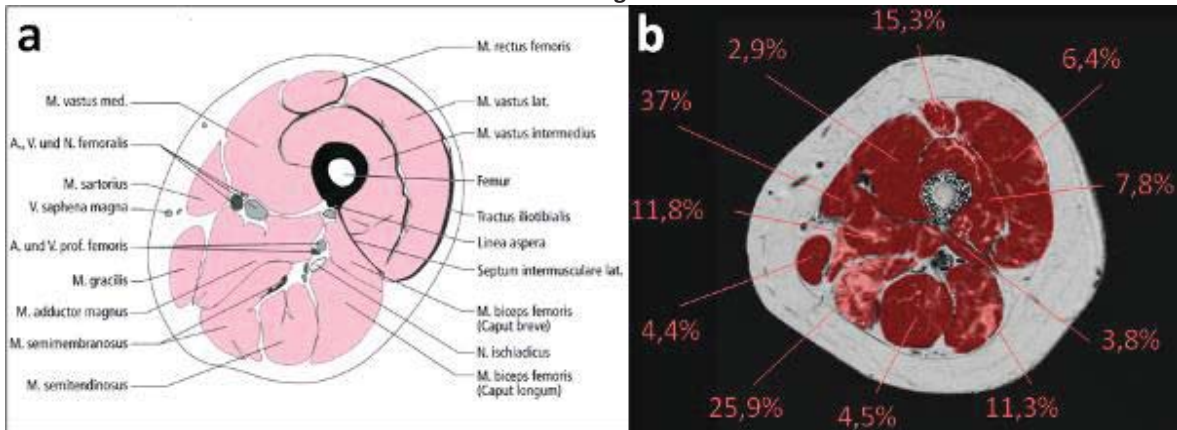 a
M. rectus femoris
M. vastus med.
M. vastus lat.
A., V. und N. femoralis
M. vastus intermedius
M. sartorius
Femur
V. saphena magna
Tractus iliotibialis
A. und V. prof. femoris
Linea aspera
M. gracilis
Septum intermusculare lat.
M. adductor magnus
M. biceps femoris
(Caput breve)
M. semimembranosus
N. ischiadicus
M. semitendinosus
M. biceps femoris
(Caput longum)
b
15,3%
2,9%
6,4%
37%
7,8%
11,8%
4,4%
3,8%
25,9%
4,5%
11,3%